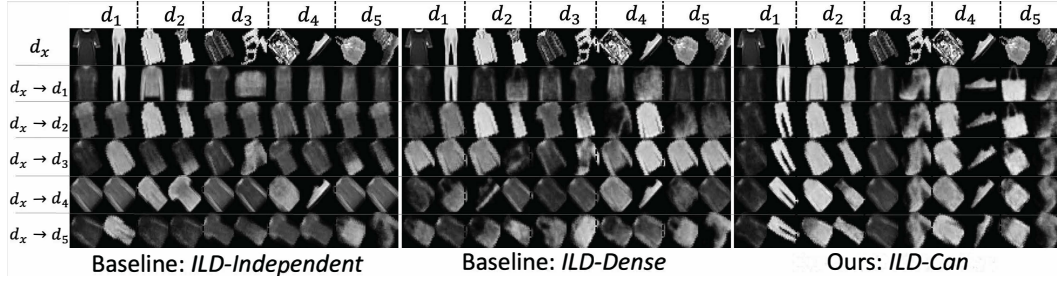 d₁ d₂ d₃ d₄ d₅ d₁ d₂ d₃ d₄ d₅ d₁ d₂ d₃ d₄ d₅
dₓ
dₓ → d₁
dₓ → d₂
dₓ → d₃
dₓ → d₄
dₓ → d₅
Baseline: ILD-Independent Baseline: ILD-Dense Ours: ILD-Can